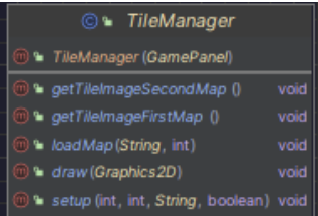 TileManager
TileManager(GamePanel)
getTileImageSecondMap () void
getTileImageFirstMap () void
loadMap(String, int) void
draw(Graphics2D) void
setup(int, int, String, boolean) void